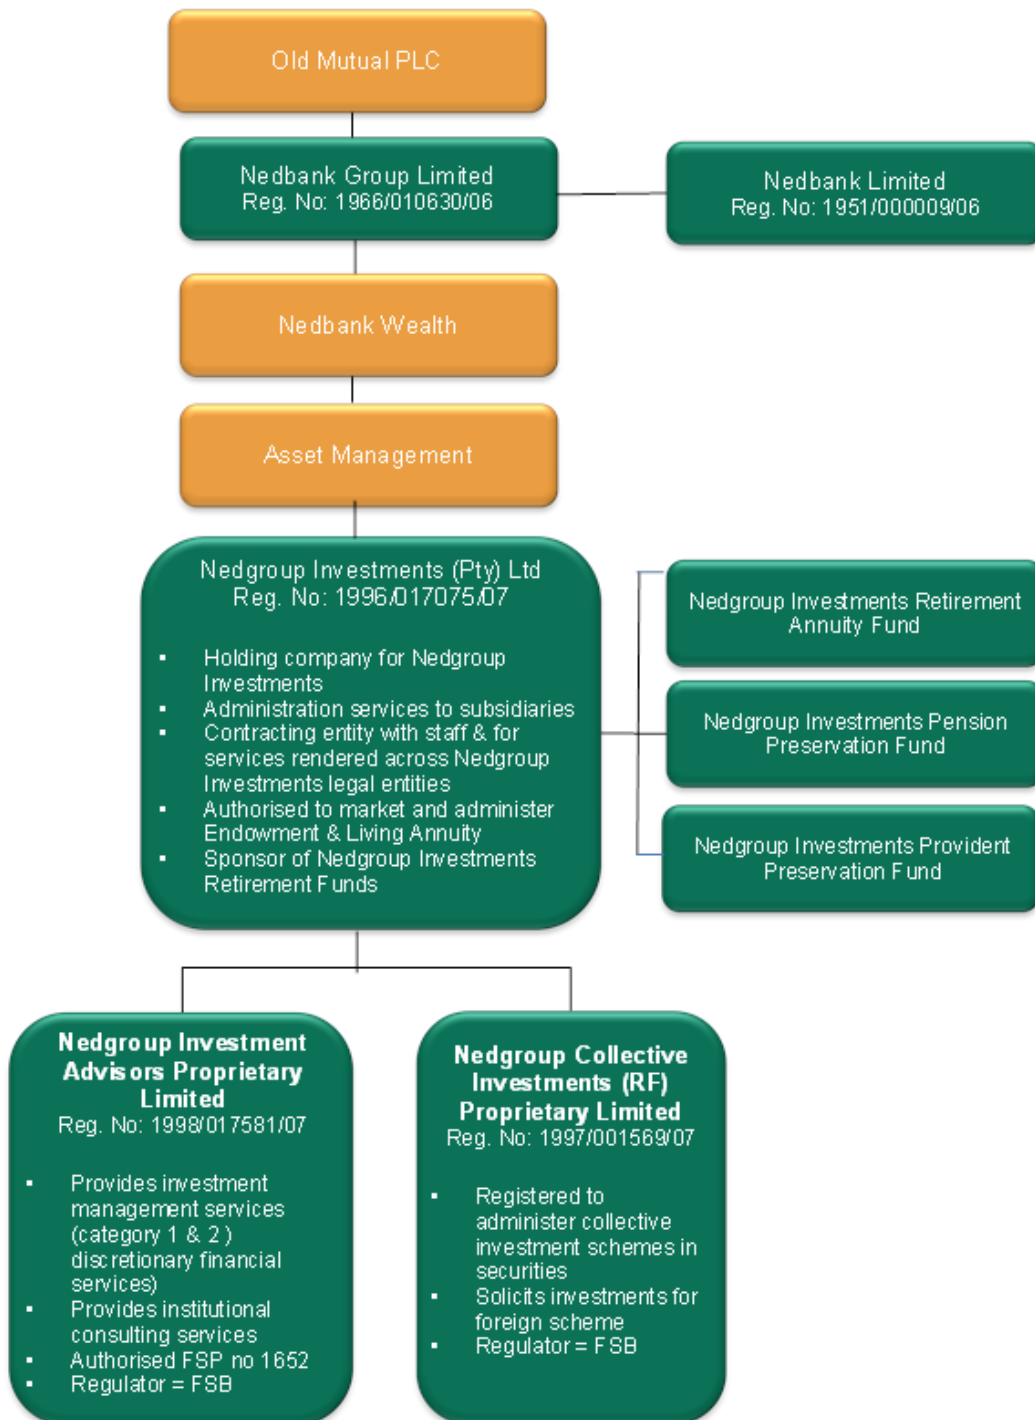 Old Mutual PLC
Nedbank Group Limited
Reg. No: 1966/010630/06
Nedbank Limited
Reg. No: 1951/000009/06
Nedbank Wealth
Asset Management
Nedgroup Investments (Pty) Ltd
Reg. No: 1996/017075/07
▪ Holding company for Nedgroup
Investments
▪ Administration services to subsidiaries
▪ Contracting entity with staff & for
services rendered across Nedgroup
Investments legal entities
▪ Authorised to market and administer
Endowment & Living Annuity
▪ Sponsor of Nedgroup Investments
Retirement Funds
Nedgroup Investments Retirement
Annuity Fund
Nedgroup Investments Pension
Preservation Fund
Nedgroup Investments Provident
Preservation Fund
Nedgroup Investment
Advisors Proprietary
Limited
Reg. No: 1998/017581/07
▪ Provides investment
management services
(category 1 & 2 )
discretionary financial
services)
▪ Provides institutional
consulting services
▪ Authorised FSP no 1652
▪ Regulator = FSB
Nedgroup Collective
Investments (RF)
Proprietary Limited
Reg. No: 1997/001569/07
▪ Registered to
administer collective
investment schemes in
securities
▪ Solicits investments for
foreign scheme
▪ Regulator = FSB